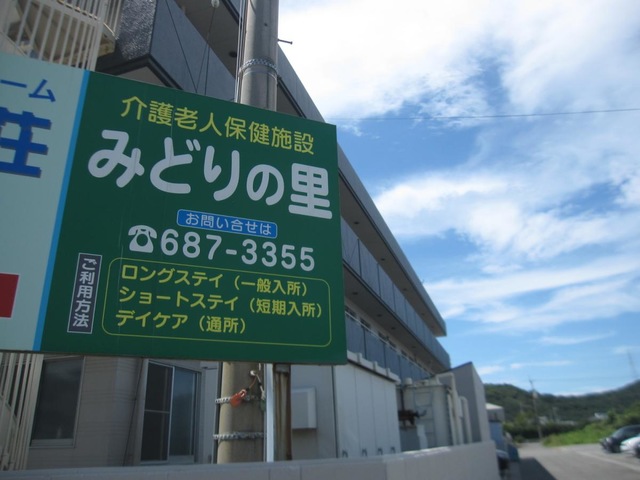 ーム
荘
介護老人保健施設
みどりの里
お問い合せは
☎687-3355
ご利用方法
ロングステイ（一般入所）
ショートステイ（短期入所）
デイケア（通所）